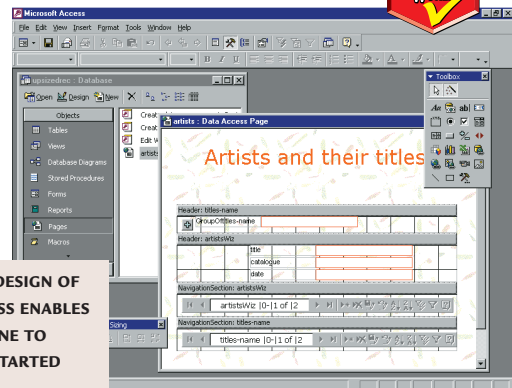 Microsoft Access
File Edit View Insert Format Tools Window Help
upsizedrec : Database
Open Design New
Objects
Tables
Views
Database Diagrams
Stored Procedures
Forms
Reports
Pages
Macros
Creat
Creat
Edit W
artists
artists : Data Access Page
Artists and their titles
Header: titles-name
GroupOftitles-name
Header: artistsWiz
title
catalogue
date
NavigationSection: artistsWiz
artistsWiz |0-|1 of |2
NavigationSection: titles-name
titles-name |0-|1 of |2
Toolbox
Aa ab|
Sizing
DESIGN OF
SS ENABLES
NE TO
STARTED